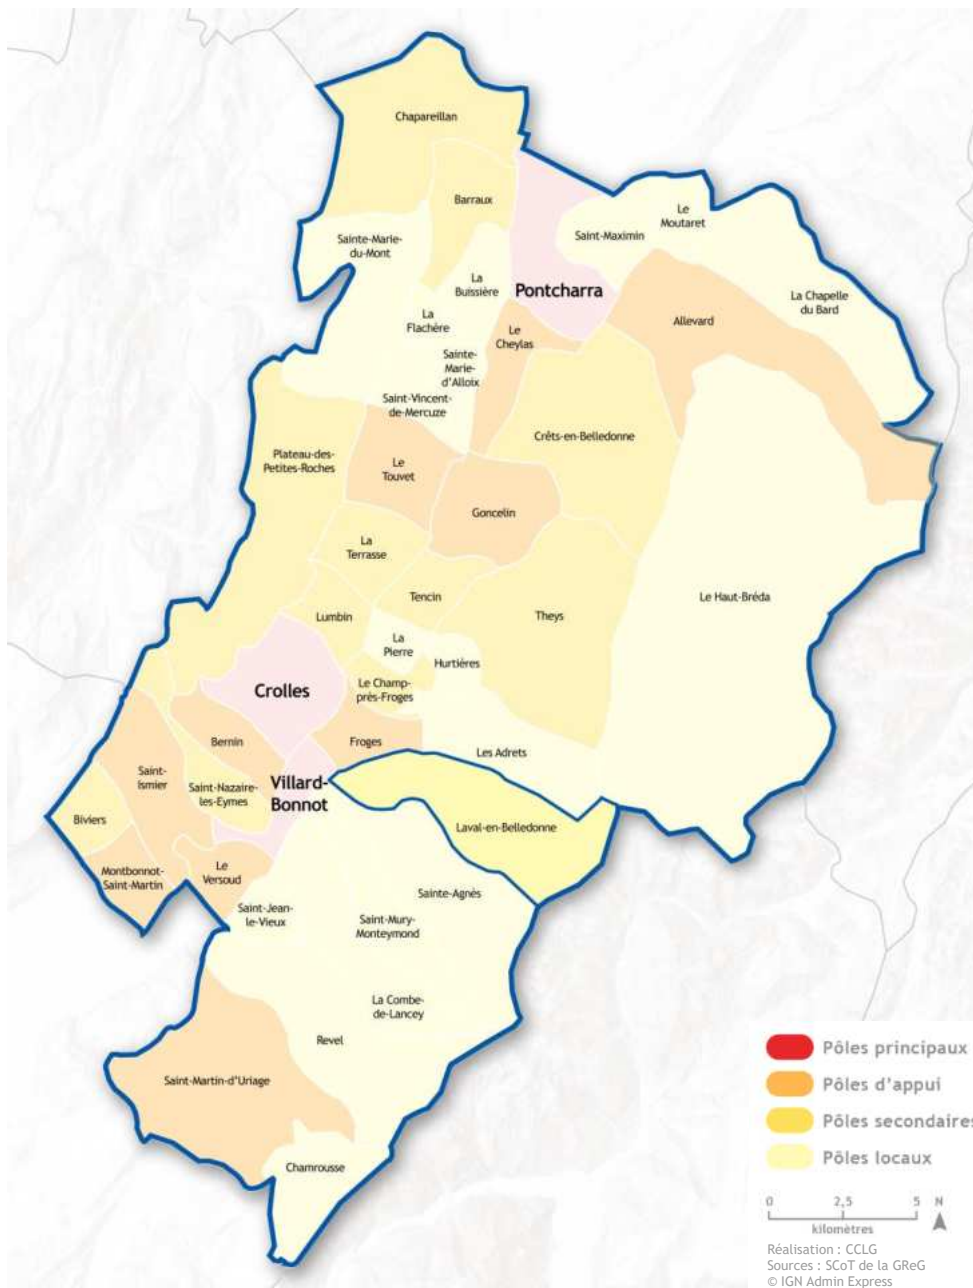 Chapareillan
Barraux
Le
Moutaret
Saint-Maximin
Sainte-Marie-
du-Mont
La
Buissière
Pontcharra
La Chapelle
du Bard
La
Flachère
Le
Cheylas
Allevard
Sainte-
Marie-
d'Alloix
Saint-Vincent-
de-Mercuze
Crêts-en-Belledonne
Plateau-des-
Petites-Roches
Le
Touvet
Goncelin
La
Terrasse
Tencin
Le Haut-Bréda
Lumbin
Theys
La
Pierre
Hurtières
Crolles
Le Champ-
près-Froges
Bernin
Froges
Les Adrets
Saint-
Ismier
Saint-Nazaire-
les-Eymes
Villard-
Bonnot
Biviers
Laval-en-Belledonne
Montbonnot-
Saint-Martin
Le
Versoud
Sainte-Agnès
Saint-Jean-
le-Vieux
Saint-Mury-
Monteymond
La Combe-
de-Lancey
Revel
Saint-Martin-d'Uriage
Chamrousse
Pôles principaux
Pôles d'appui
Pôles secondaires
Pôles locaux
0 2,5 5 N
kilomètres
Réalisation : CCLG
Sources : SCoT de la GReG
© IGN Admin Express